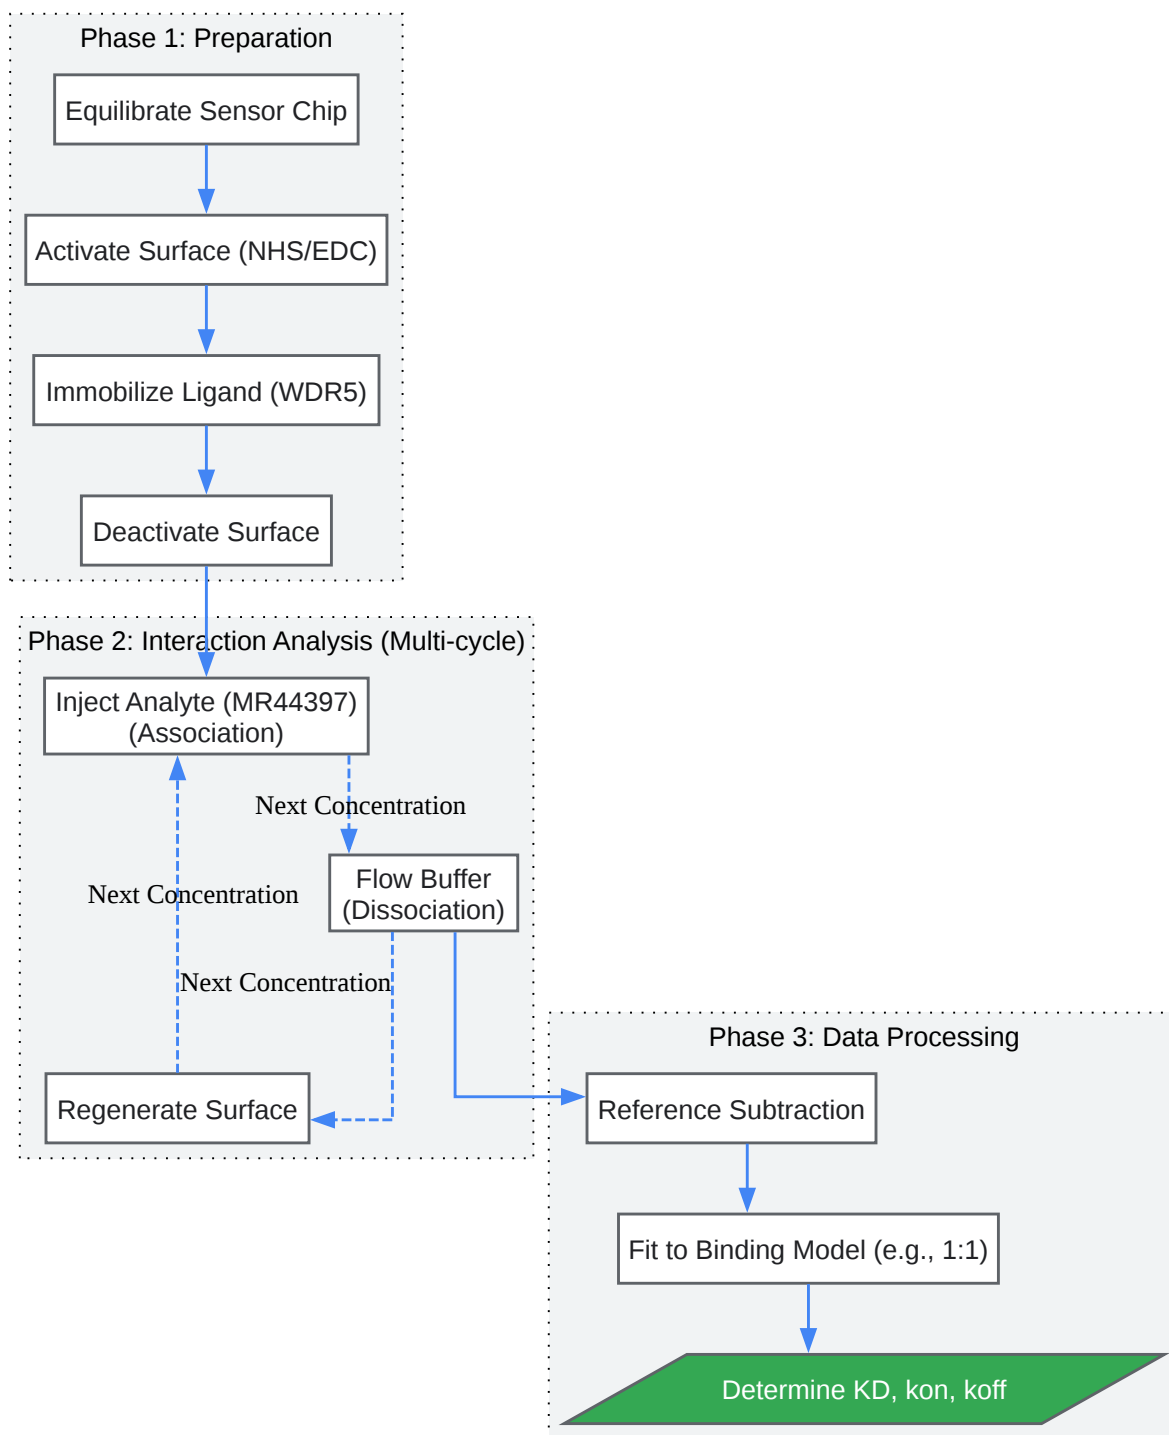 Phase 1: Preparation
Equilibrate Sensor Chip
Activate Surface (NHS/EDC)
Immobilize Ligand (WDR5)
Deactivate Surface
Phase 2: Interaction Analysis (Multi-cycle)
Inject Analyte (MR44397)
(Association)
Next Concentration
Flow Buffer
(Dissociation)
Next Concentration
Next Concentration
Regenerate Surface
Phase 3: Data Processing
Reference Subtraction
Fit to Binding Model (e.g., 1:1)
Determine KD, kon, koff